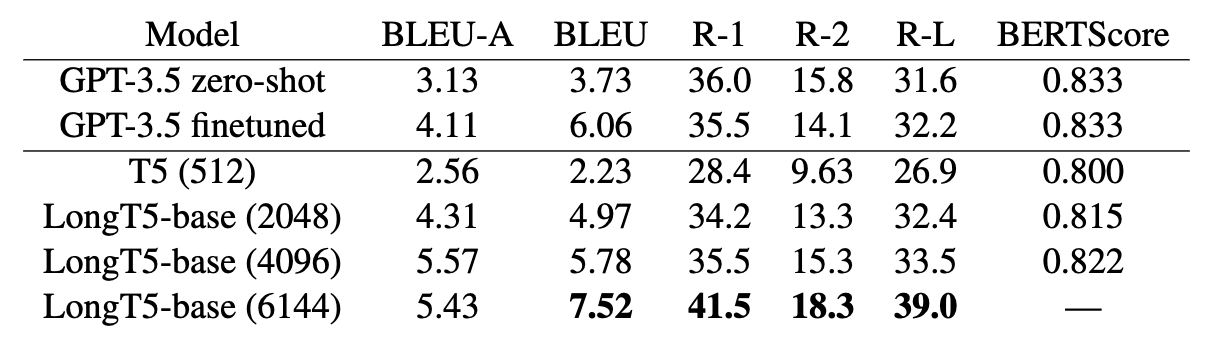 Model BLEU-A BLEU R-1 R-2 R-L BERTScore
GPT-3.5 zero-shot 3.13 3.73 36.0 15.8 31.6 0.833
GPT-3.5 finetuned 4.11 6.06 35.5 14.1 32.2 0.833
T5 (512) 2.56 2.23 28.4 9.63 26.9 0.800
LongT5-base (2048) 4.31 4.97 34.2 13.3 32.4 0.815
LongT5-base (4096) 5.57 5.78 35.5 15.3 33.5 0.822
LongT5-base (6144) 5.43 7.52 41.5 18.3 39.0 —